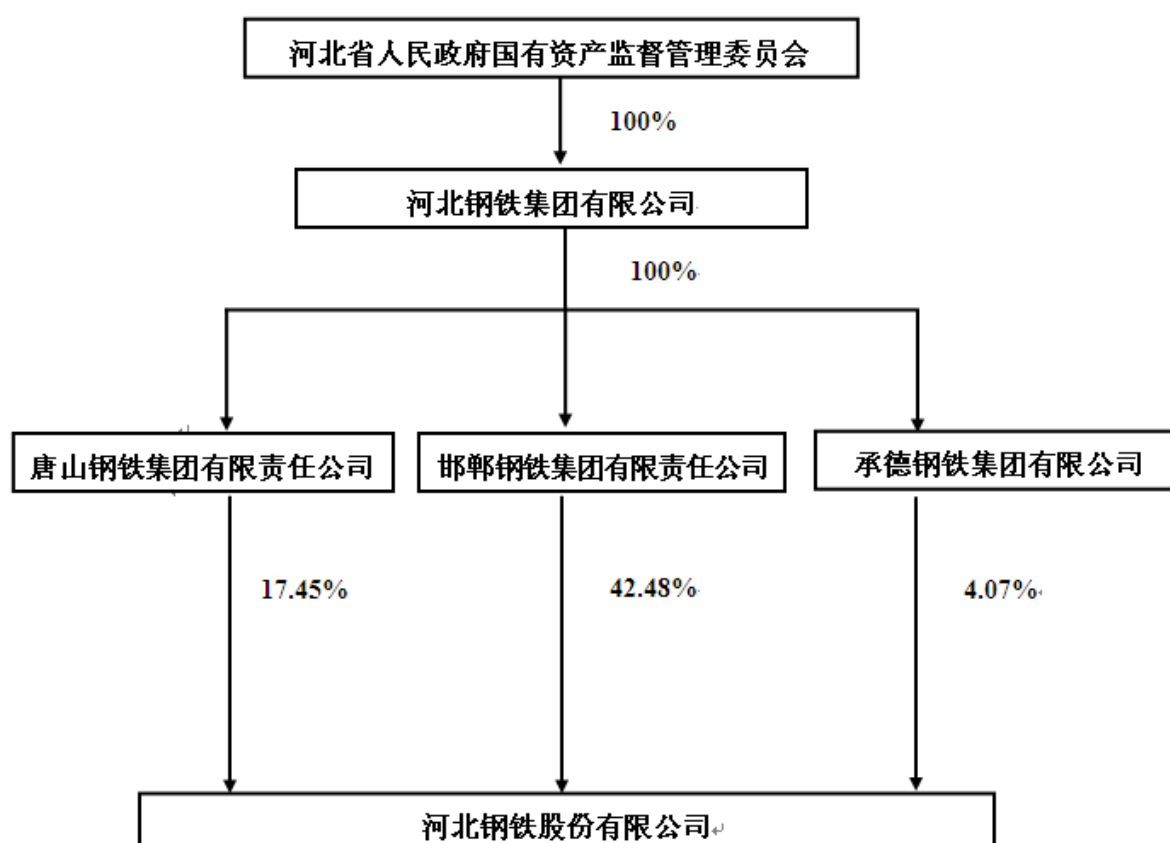 河北省人民政府国有资产监督管理委员会
100%
河北钢铁集团有限公司
100%
唐山钢铁集团有限责任公司
邯郸钢铁集团有限责任公司
承德钢铁集团有限公司
17.45%
42.48%
4.07%
河北钢铁股份有限公司